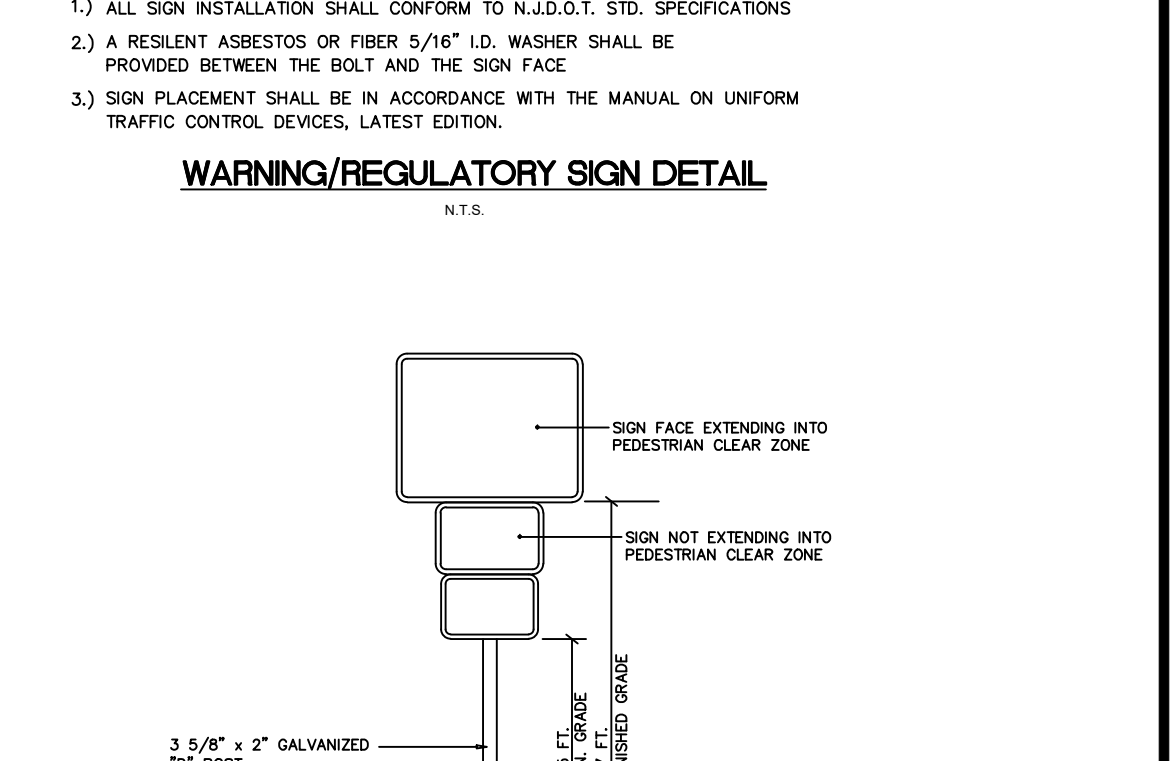 1.) ALL SIGN INSTALLATION SHALL CONFORM TO N.J.D.O.T. STD. SPECIFICATIONS
2.) A RESILENT ASBESTOS OR FIBER 5/16" I.D. WASHER SHALL BE
PROVIDED BETWEEN THE BOLT AND THE SIGN FACE
3.) SIGN PLACEMENT SHALL BE IN ACCORDANCE WITH THE MANUAL ON UNIFORM
TRAFFIC CONTROL DEVICES, LATEST EDITION.
WARNING/REGULATORY SIGN DETAIL
N.T.S.
SIGN FACE EXTENDING INTO
PEDESTRIAN CLEAR ZONE
SIGN NOT EXTENDING INTO
PEDESTRIAN CLEAR ZONE
3 5/8" x 2" GALVANIZED
FT.
GRADE
FT.
GRADE